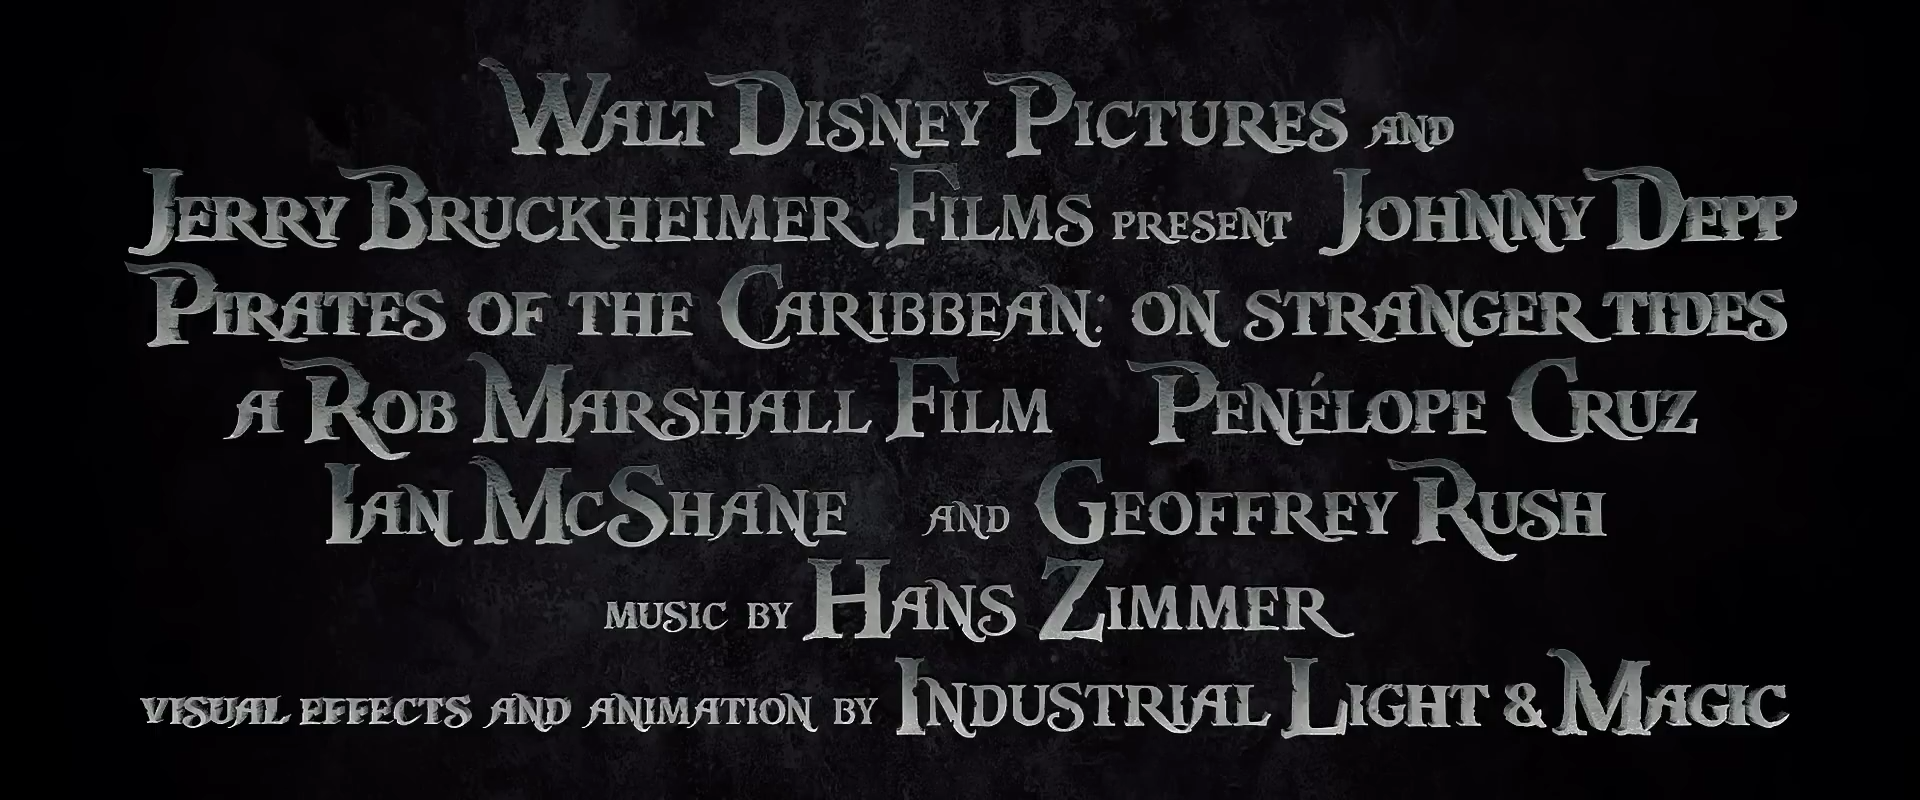 Walt Disney Pictures and
Jerry Bruckheimer Films present Johnny Depp
Pirates of the Caribbean: on stranger tides
a Rob Marshall Film Penélope Cruz
Ian McShane and Geoffrey Rush
music by Hans Zimmer
visual effects and animation by Industrial Light & Magic